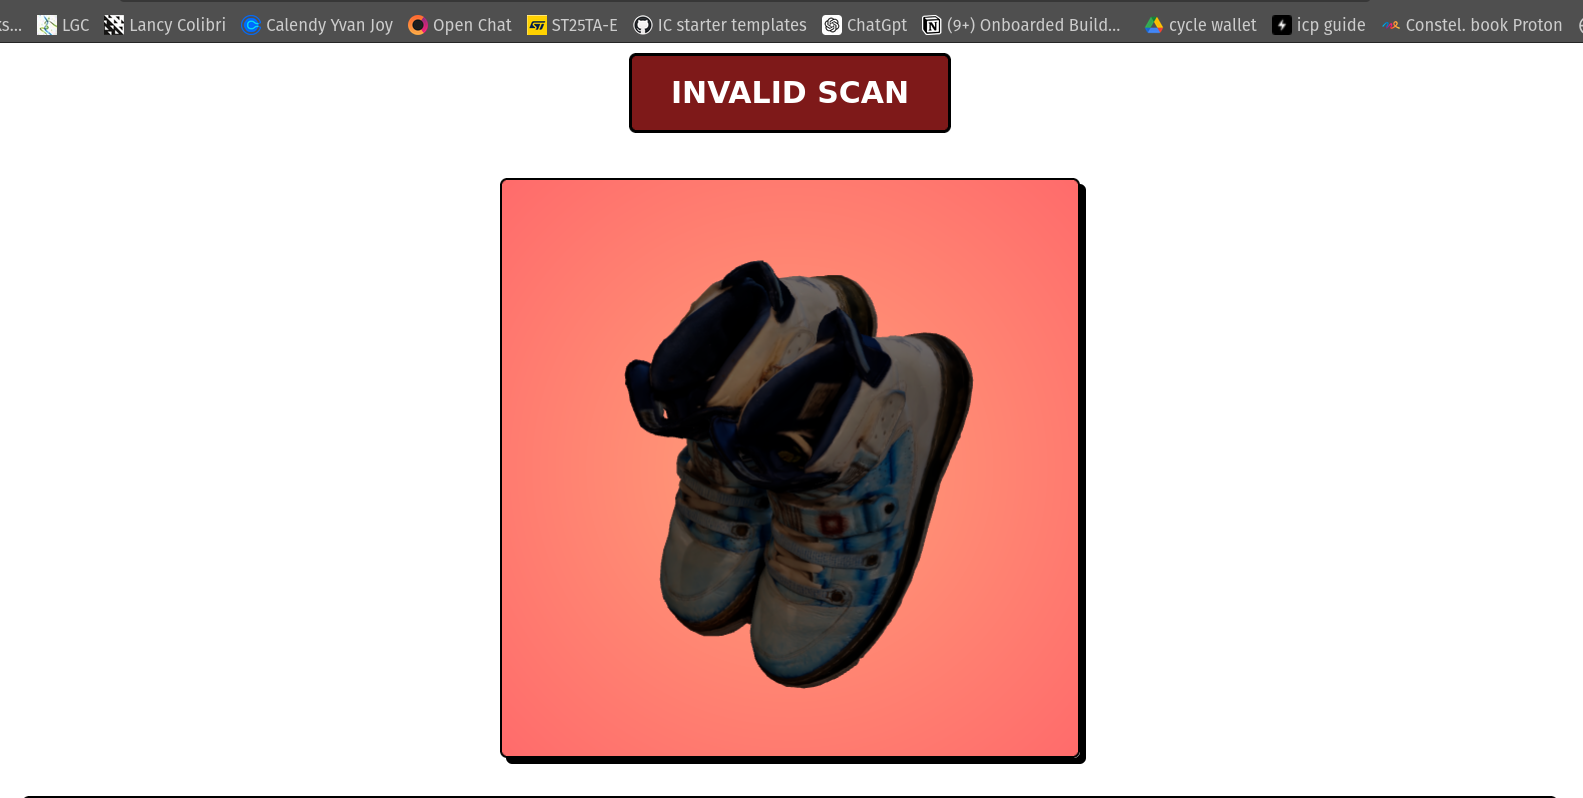 ks... LGC Lancy Colibri Calendy Yvan Joy Open Chat ST25TA-E IC starter templates ChatGpt (9+) Onboarded Build... cycle wallet icp guide Constel. book Proton
INVALID SCAN